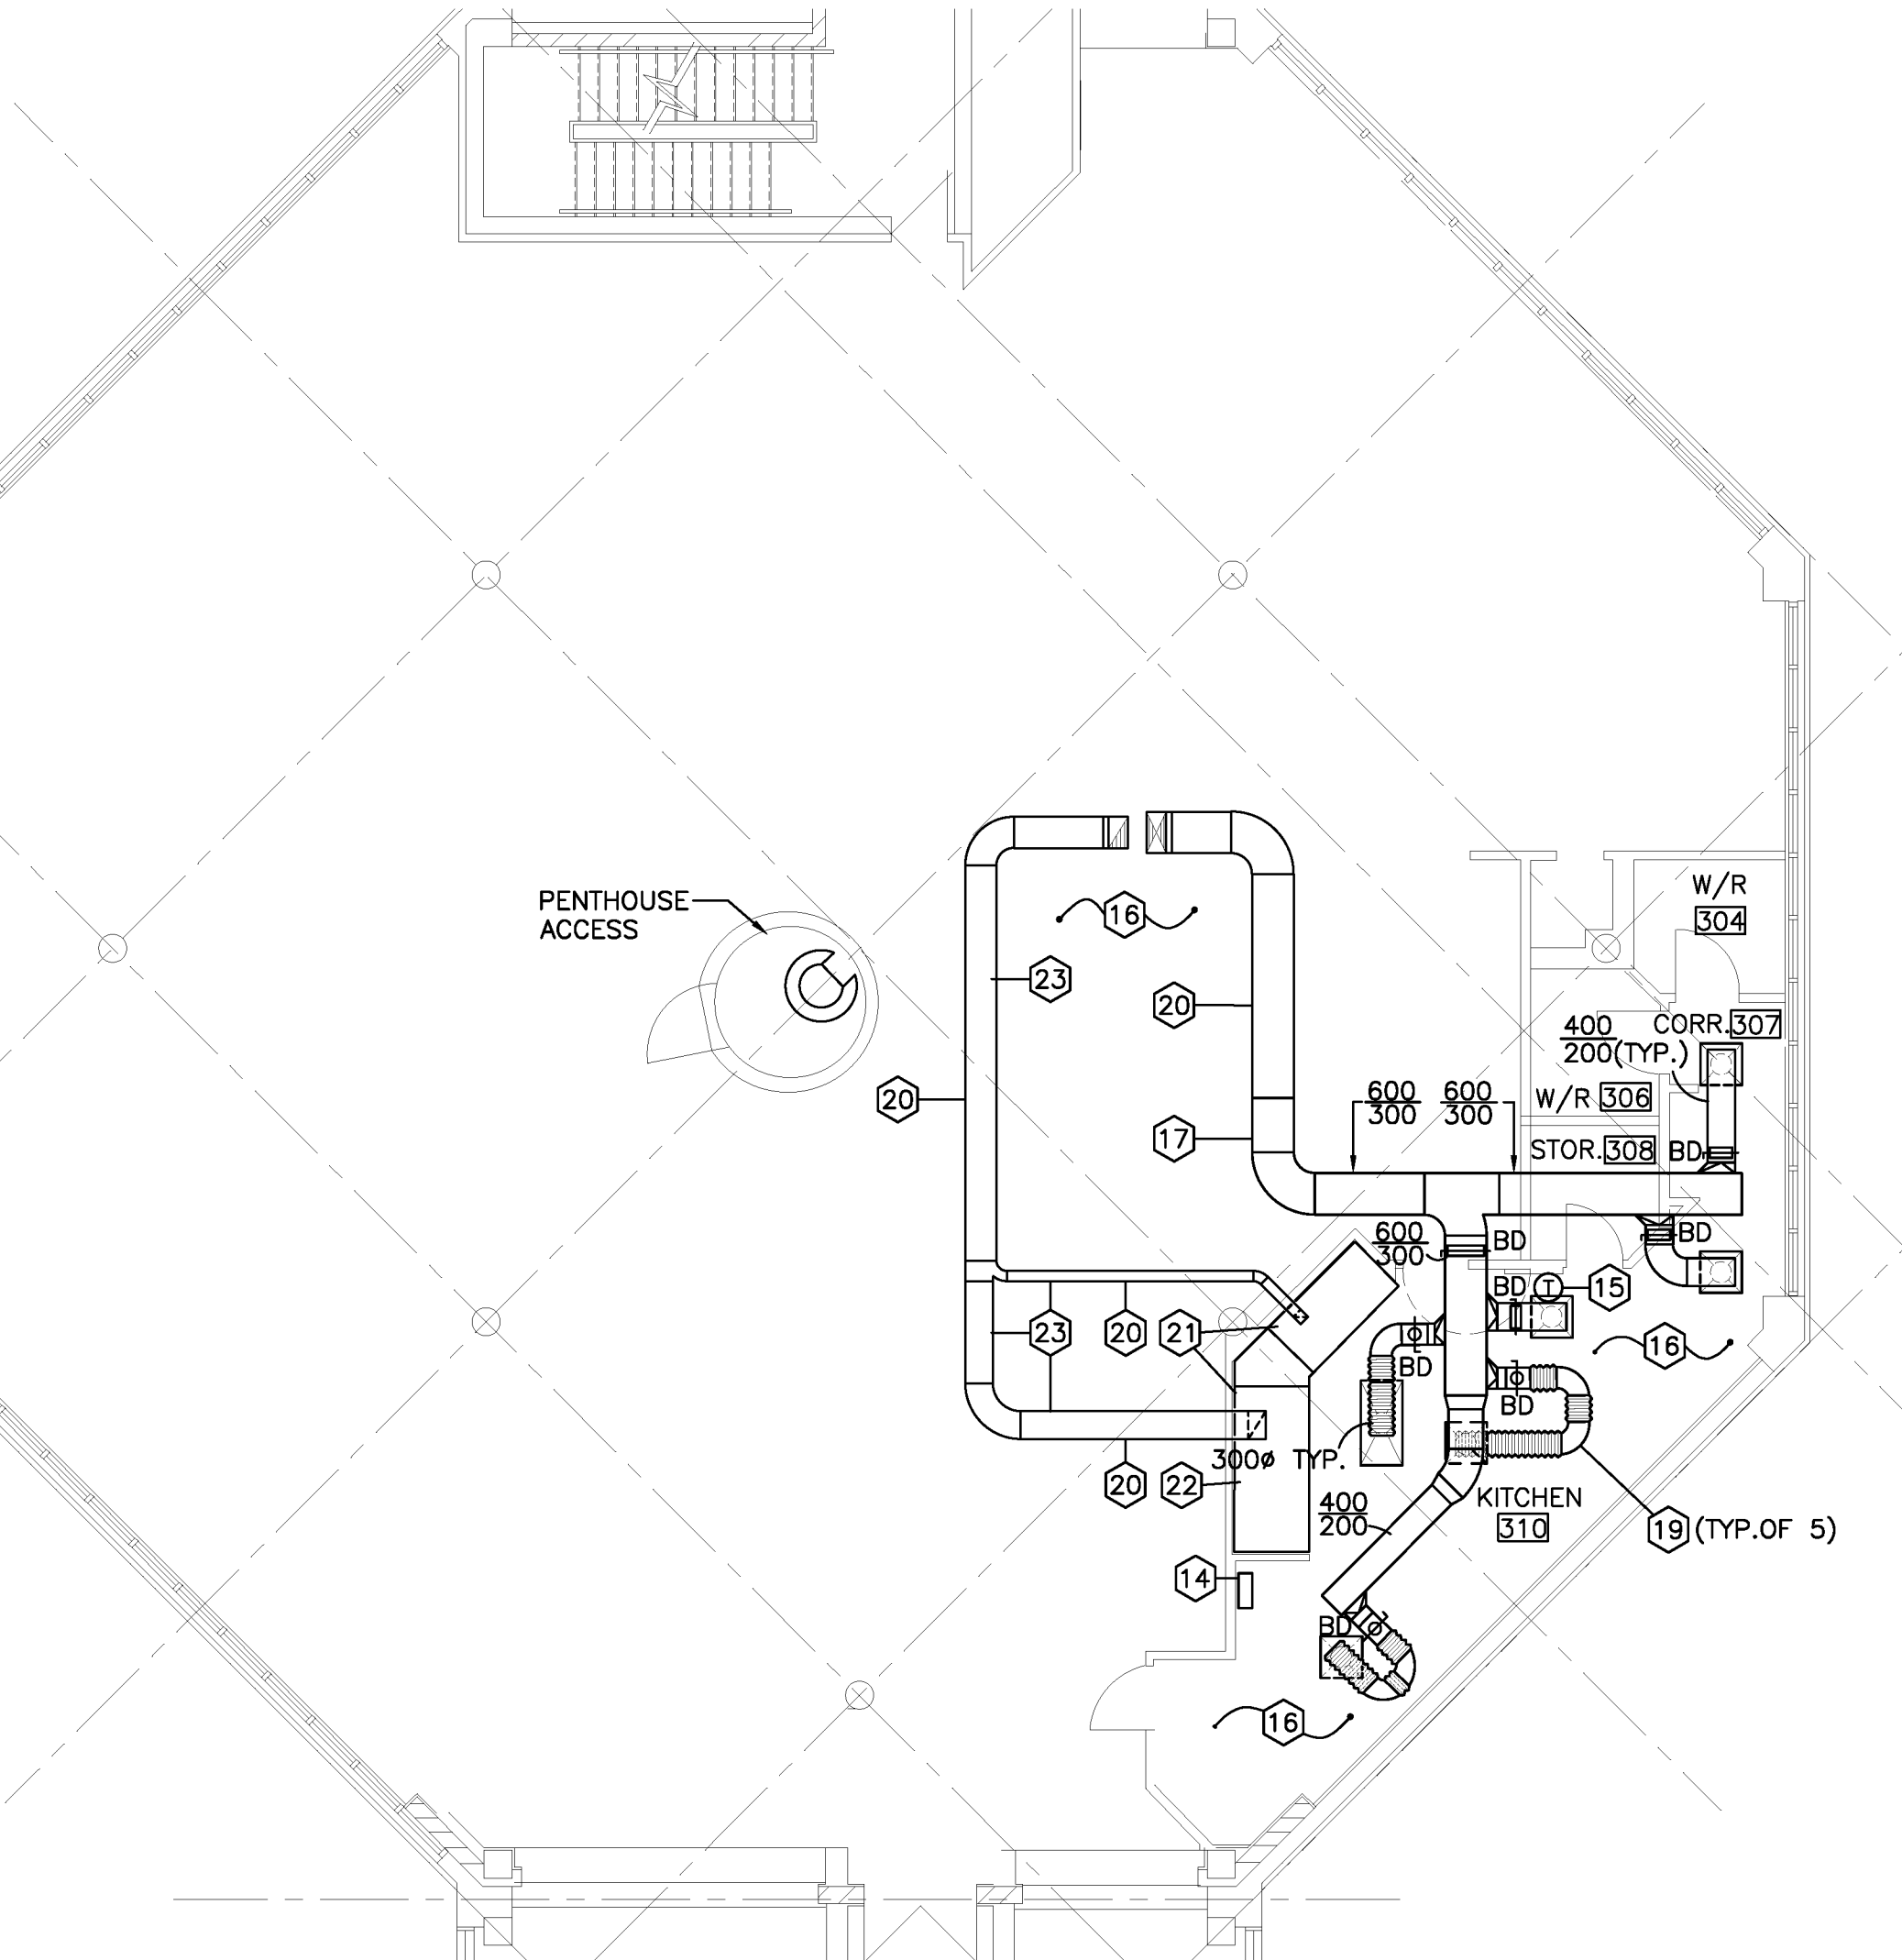 PENTHOUSE
ACCESS
16
23
20
20
17
W/R
304
400
200(TYP.)
CORR.307
W/R 306
600
300
600
300
STOR.308
BD
600
300
BD
BD
BD
T
15
23
20
21
16
BD
BD
300ø TYP.
20
22
400
200
KITCHEN
310
19 (TYP.OF 5)
14
BD
16